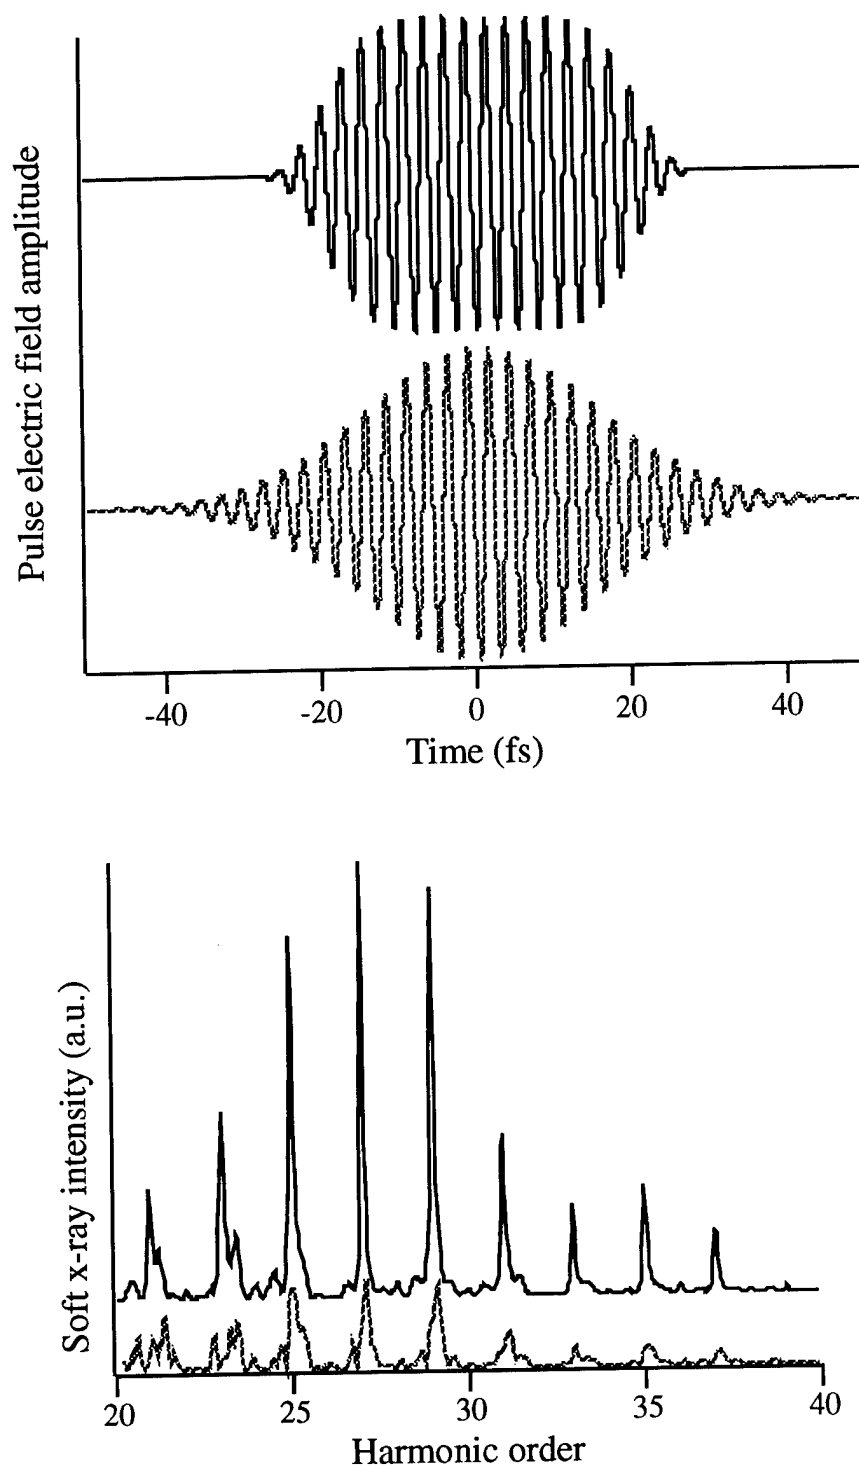 Pulse electric field amplitude
-40
-20
0
20
40
Time (fs)
Soft x-ray intensity (a.u.)
20
25
30
35
40
Harmonic order